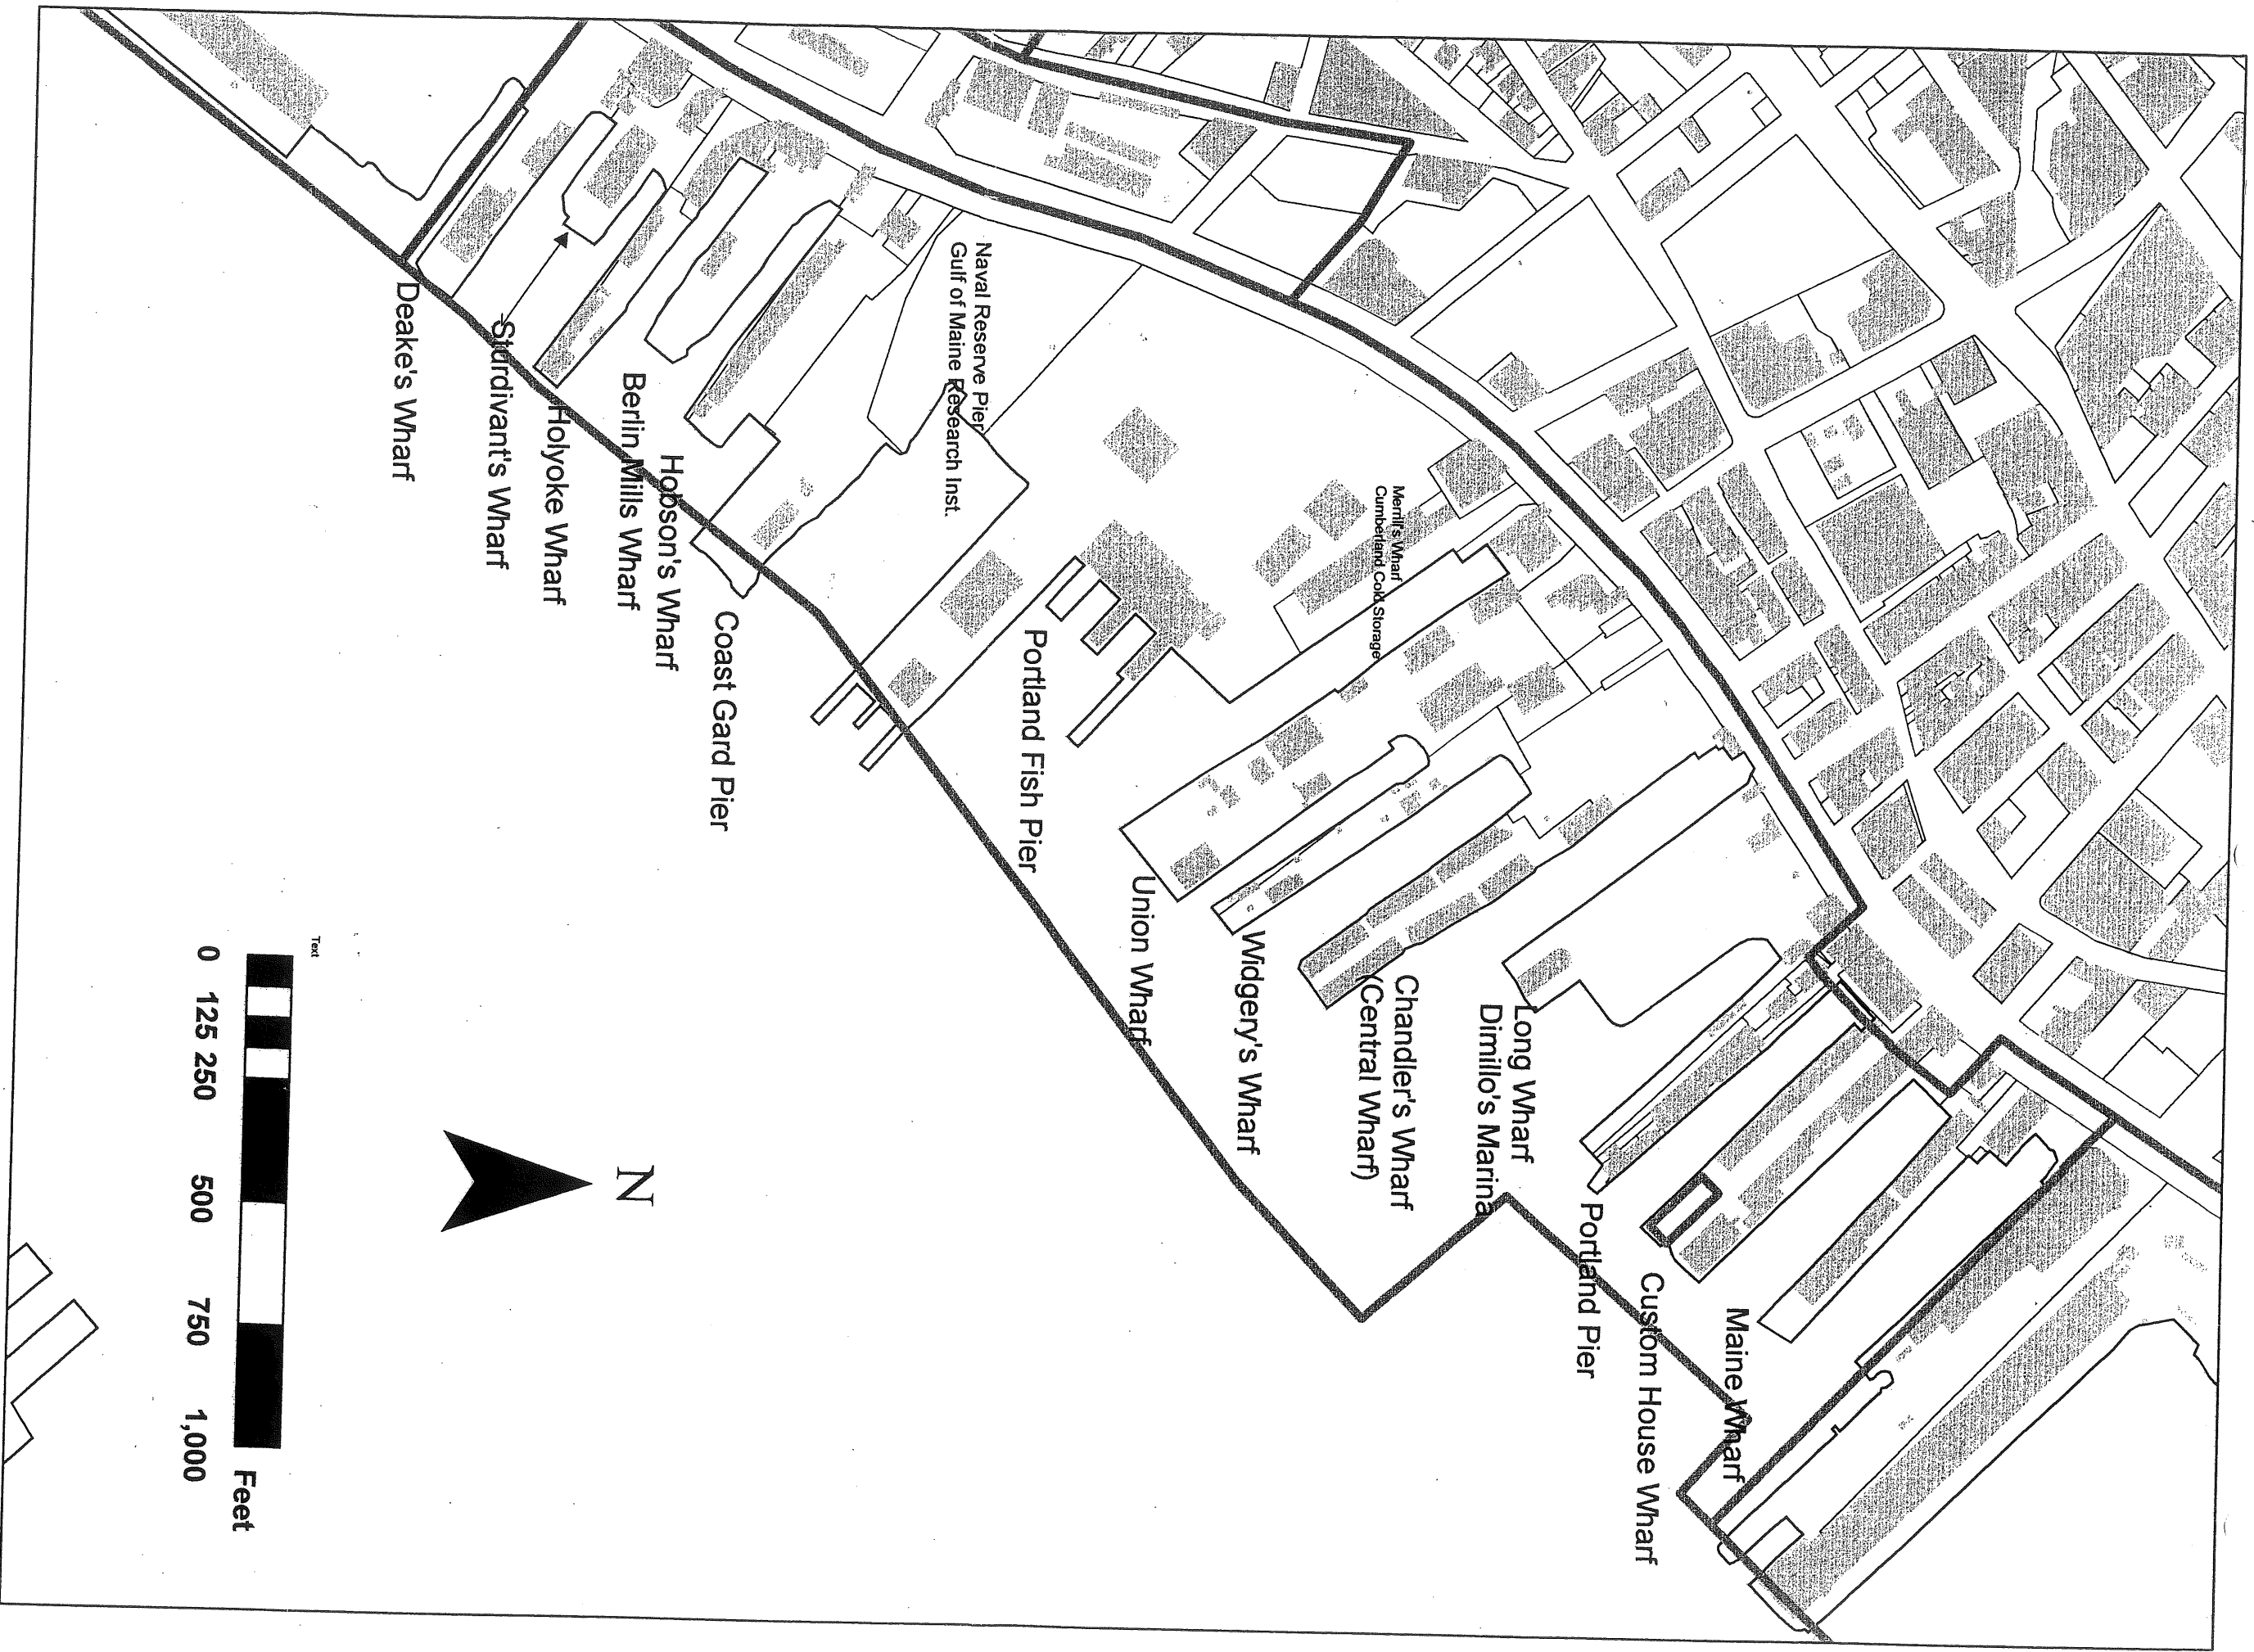 Naval Reserve Pier
Gulf of Maine Research Inst.
Merrill's Wharf
Cumberland Cold Storage
Deake's Wharf
Sturdivant's Wharf
Holyoke Wharf
Berlin Mills Wharf
Hobson's Wharf
Coast Gard Pier
Portland Fish Pier
Union Wharf
Widgery's Wharf
Chandler's Wharf
(Central Wharf)
Long Wharf
Dimillo's Marina
Portland Pier
Custom House Wharf
Maine Wharf
N
Text
0 125 250 500 750 1,000
Feet